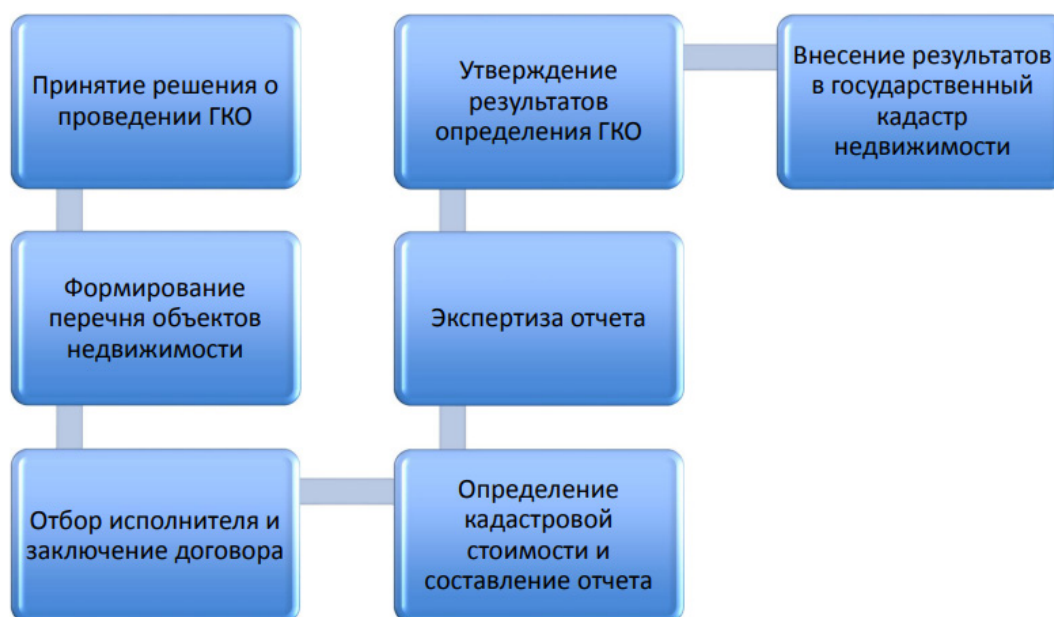 Принятие решения о
проведении ГКО
Формирование
перечня объектов
недвижимости
Отбор исполнителя и
заключение договора
Определение
кадастровой
стоимости и
составление отчета
Экспертиза отчета
Утверждение
результатов
определения ГКО
Внесение результатов
в государственный
кадастр
недвижимости